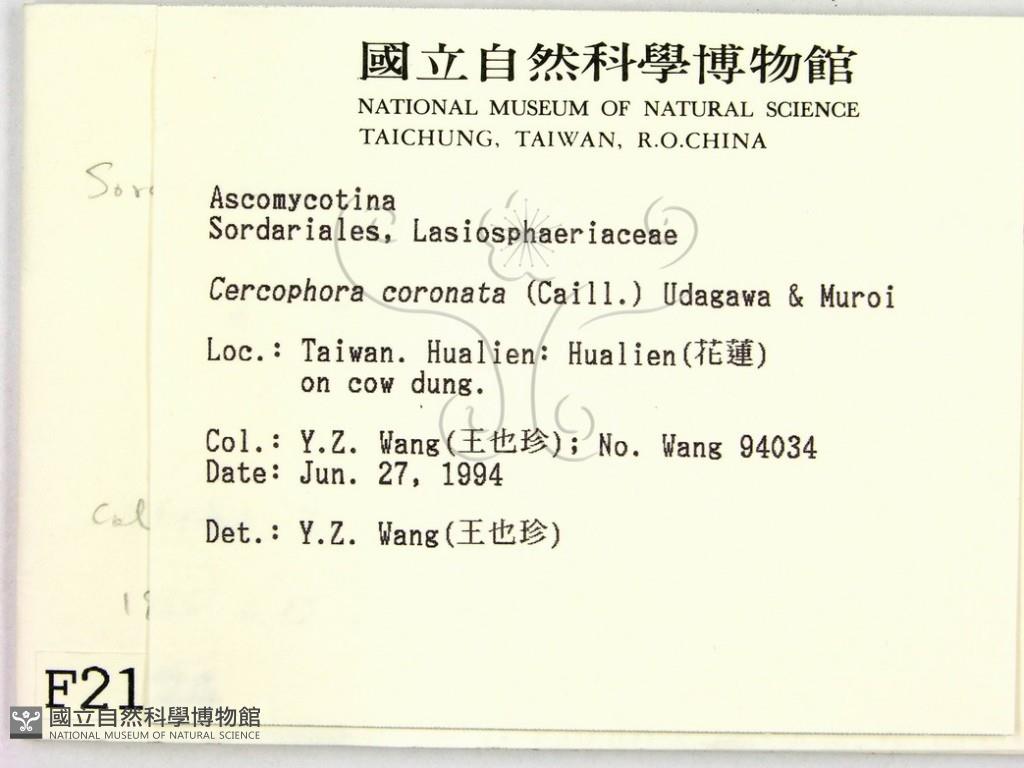 國立自然科學博物館
NATIONAL MUSEUM OF NATURAL SCIENCE
TAICHUNG, TAIWAN, R.O.CHINA
Ascomycotina
Sordariales, Lasiosphaeriaceae
Cercophora coronata (Caill.) Udagawa & Muroi
Loc.: Taiwan. Hualien: Hualien(花蓮)
on cow dung.
Col.: Y.Z. Wang(王也珍); No. Wang 94034
Date: Jun. 27, 1994
Det.: Y.Z. Wang(王也珍)
F21
國立自然科學博物館
NATIONAL MUSEUM OF NATURAL SCIENCE